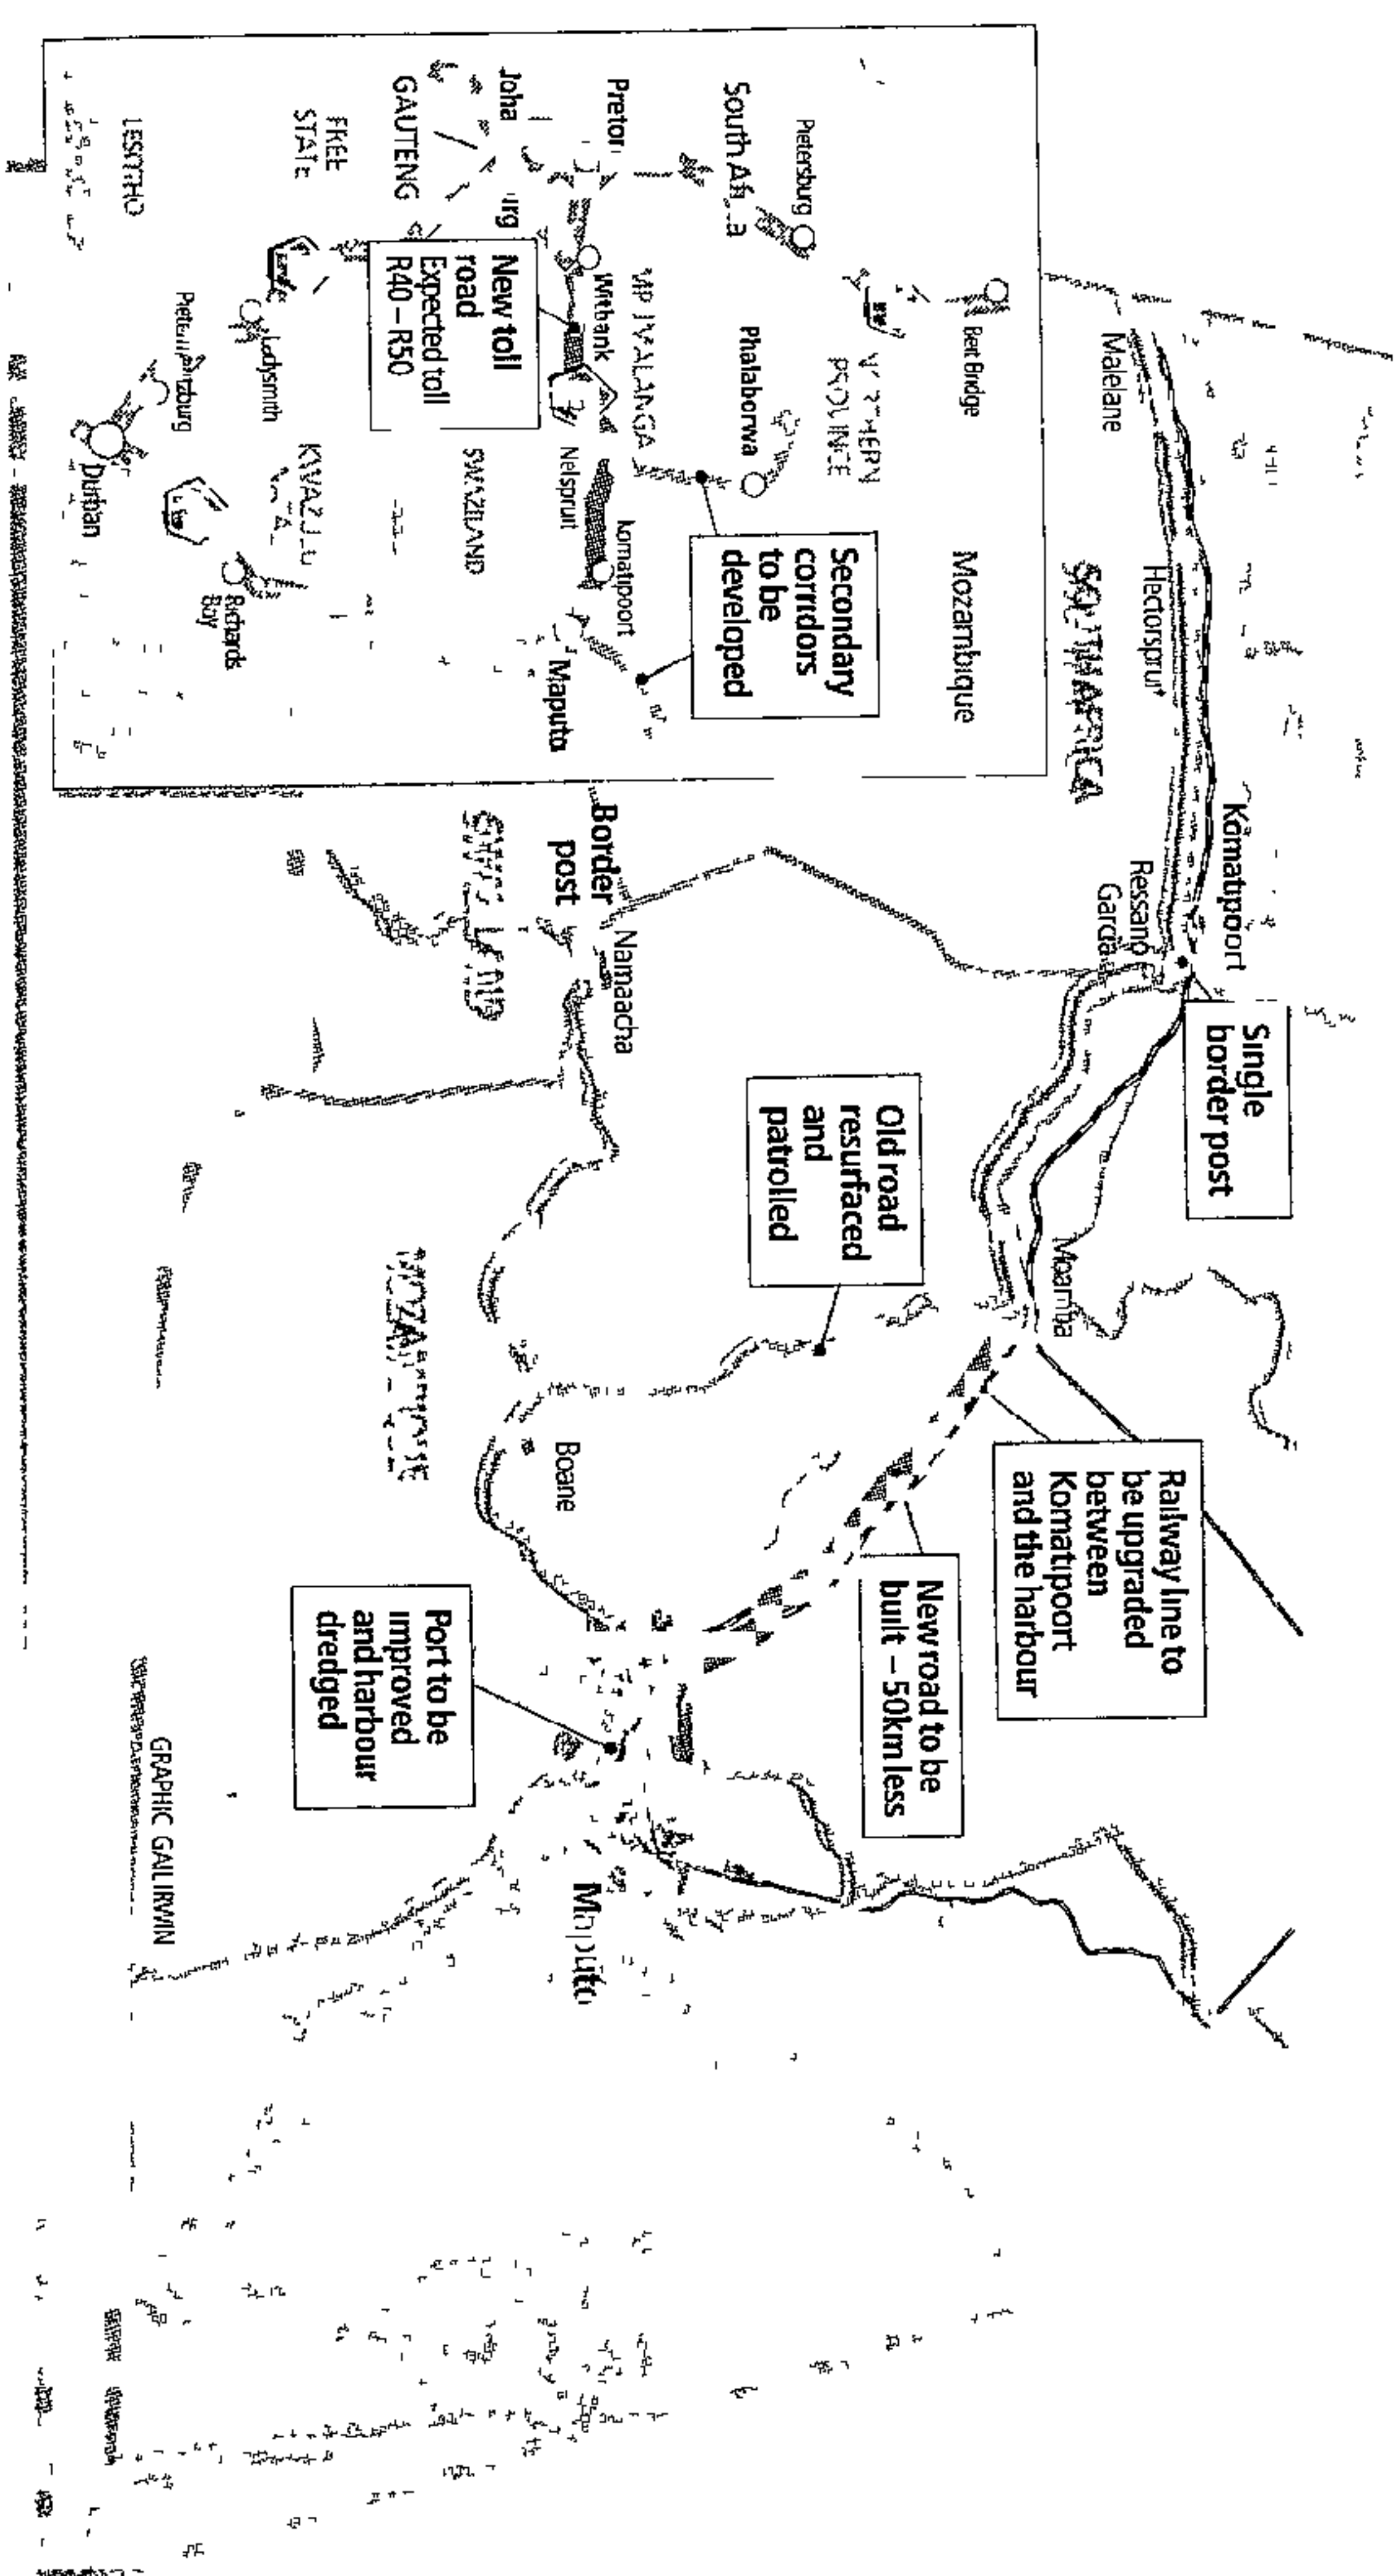 Malelane
Hectorspruit
Komatipoort
Ressano
Garcia
SOUTH AFRICA
Single
border post
Moamba
Railway line to
be upgraded
between
Komatipoort
and the harbour
New road to be
built – 50km less
Old road
resurfaced
and
patrolled
Border
post
Namaacha
Boane
Port to be
improved
and harbour
dredged
Maputo
GRAPHIC GAIL IRWIN
Beit Bridge
Mozambique
Pietersburg
Phalaborwa
Secondary
corridors
to be
developed
Witbank
Nelspruit
Komatipoort
Maputo
New toll
road
Expected toll
R40 – R50
GAUTENG
SWAZILAND
FREE
STATE
Ladysmith
LESOTHO
Richards
Bay
Durban